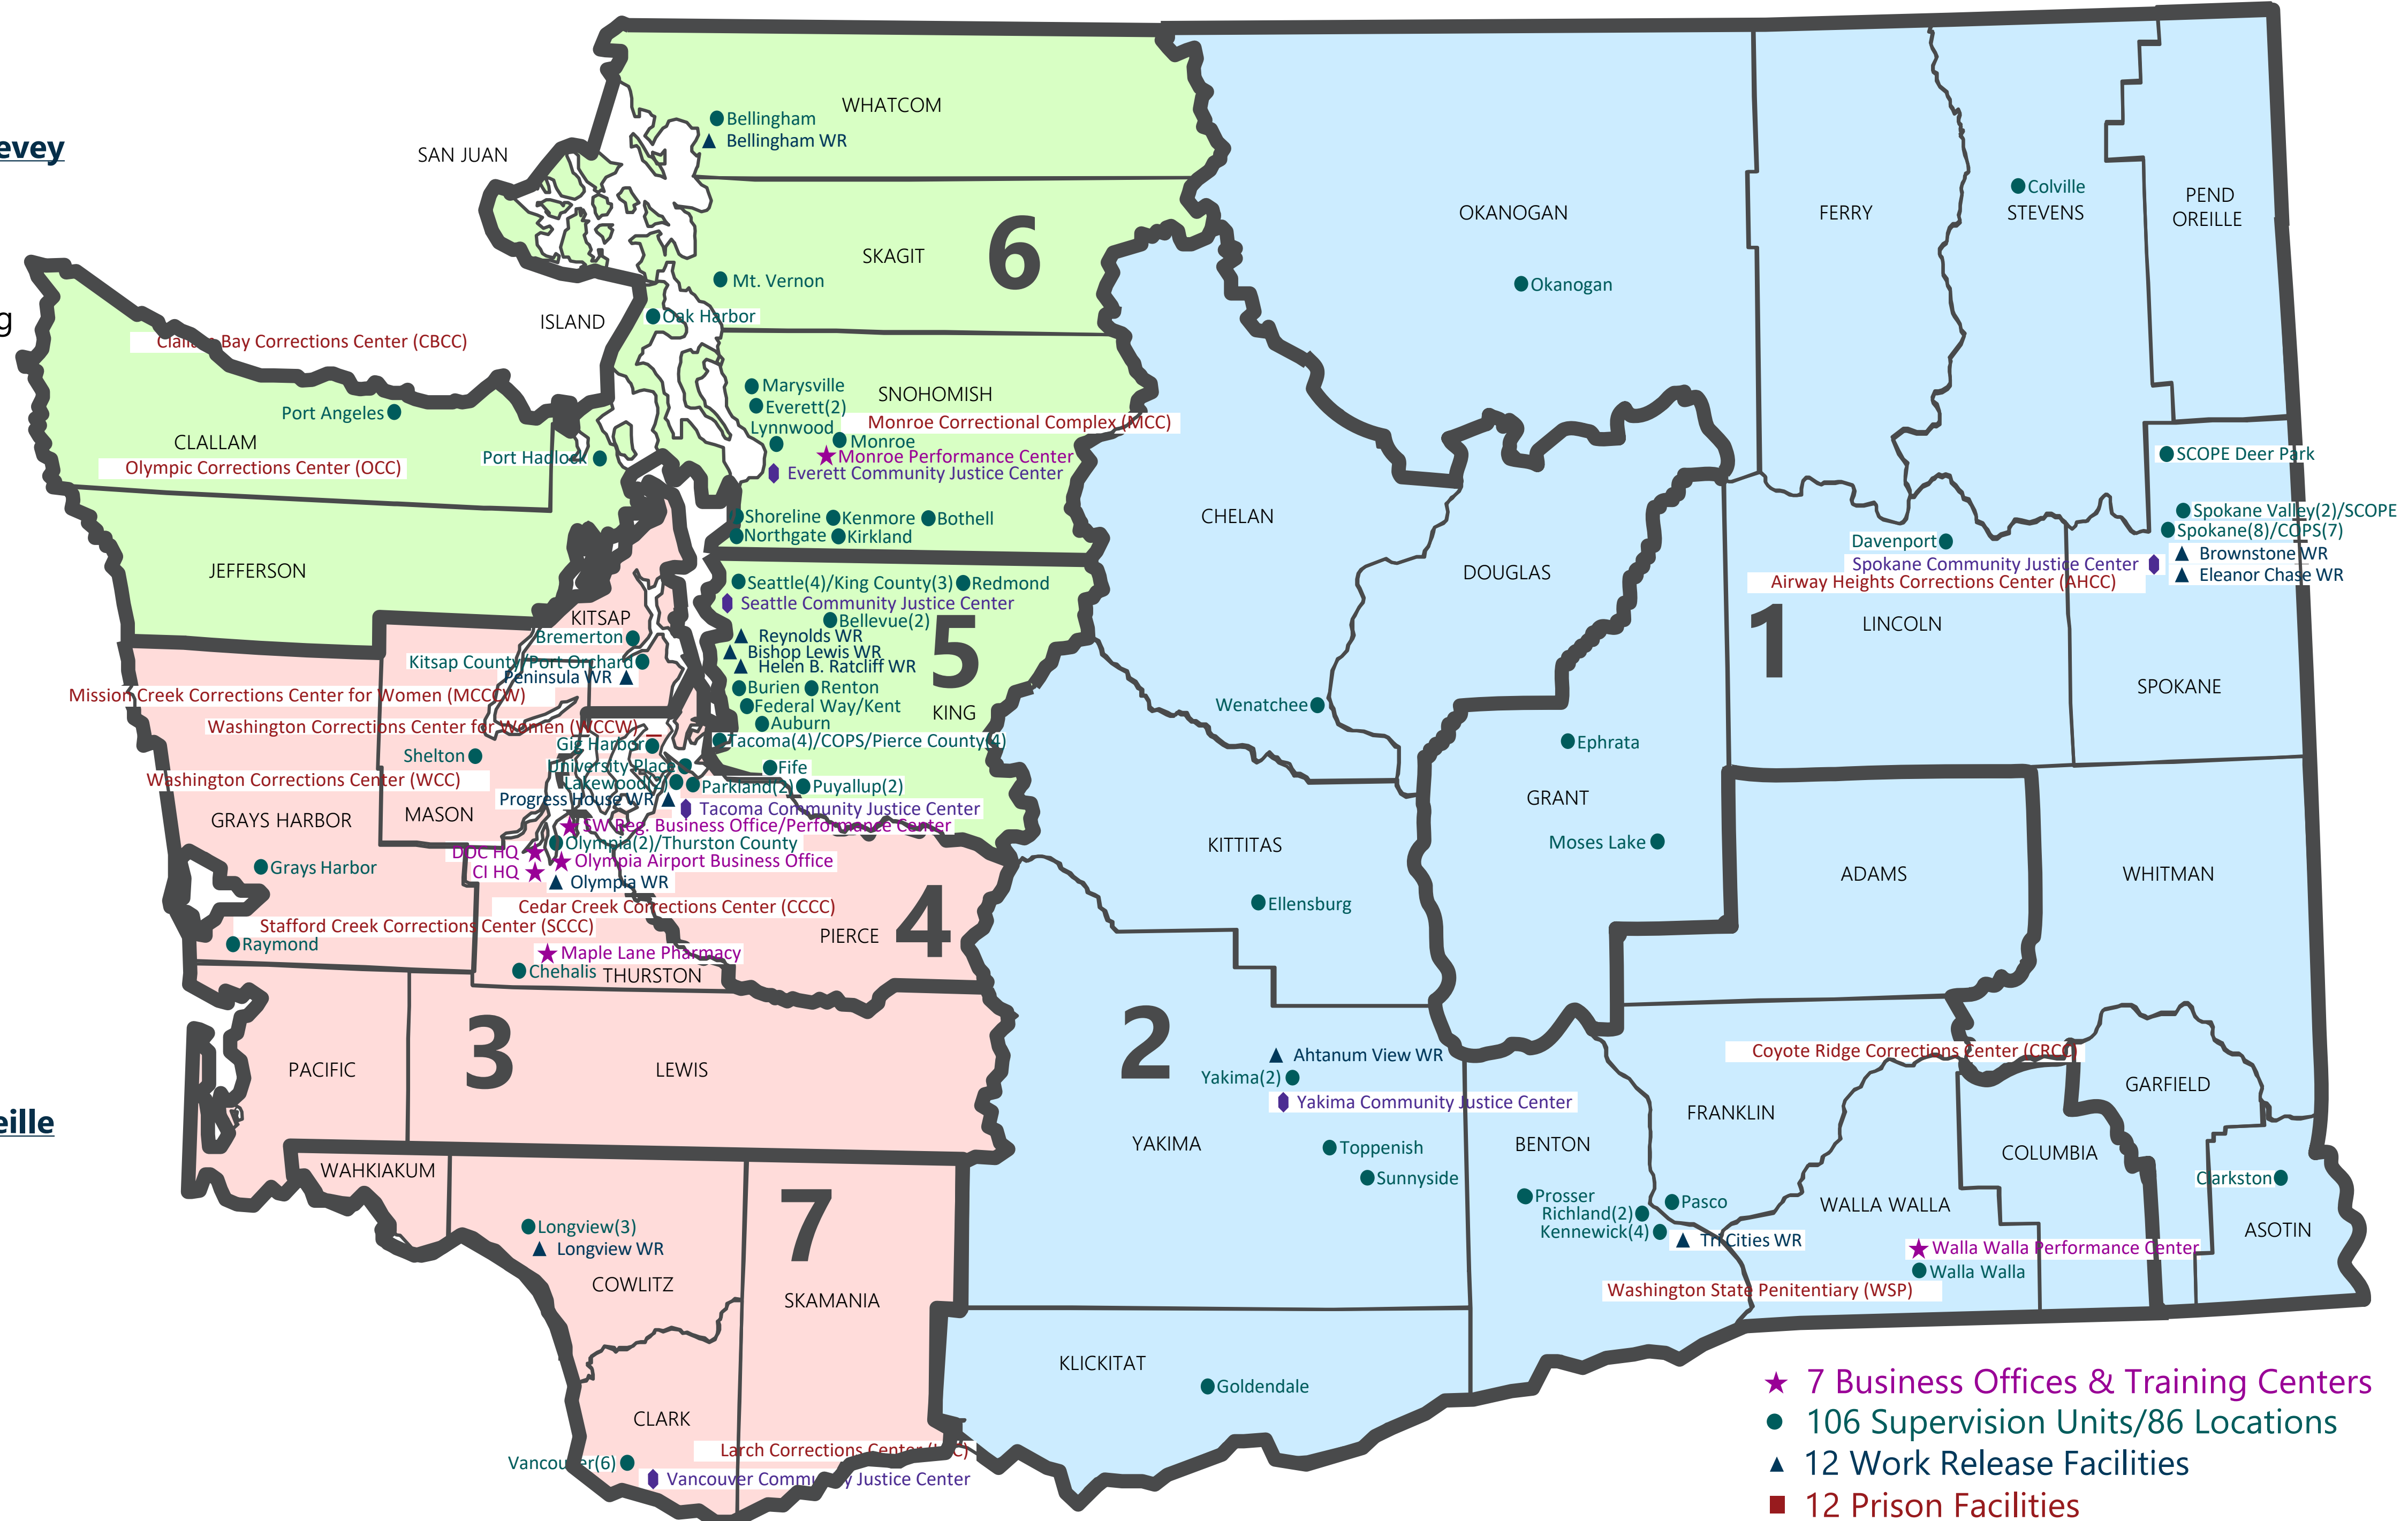 evey
g
eille
WHATCOM
Bellingham
Bellingham WR
SAN JUAN
SKAGIT
6
Mt. Vernon
ISLAND
Oak Harbor
Clallam Bay Corrections Center (CBCC)
Port Angeles
CLALLAM
Olympic Corrections Center (OCC)
Port Hadlock
JEFFERSON
Marysville
SNOHOMISH
Everett(2)
Monroe Correctional Complex (MCC)
Lynnwood
Monroe
Monroe Performance Center
Everett Community Justice Center
Shoreline
Kenmore
Bothell
Northgate
Kirkland
Seattle(4)/King County(3)
Redmond
Seattle Community Justice Center
Bellevue(2)
Reynolds WR
Bishop Lewis WR
Helen B. Ratcliff WR
5
Burien
Renton
Federal Way/Kent
KING
Auburn
Tacoma(4)/COPS/Pierce County(4)
Fife
Puyallup(2)
KITSAP
Bremerton
Kitsap County/Port Orchard
Peninsula WR
Mission Creek Corrections Center for Women (MCCCW)
Washington Corrections Center for Women (WCCW)
Gig Harbor
Shelton
University Place
Washington Corrections Center (WCC)
Lakewood(2)
Parkland(2)
Progress House WR
Tacoma Community Justice Center
MASON
GRAYS HARBOR
SW Reg. Business Office/Performance Center
Olympia(2)/Thurston County
DOC HQ
Olympia Airport Business Office
CI HQ
Olympia WR
Grays Harbor
Cedar Creek Corrections Center (CCCC)
Stafford Creek Corrections Center (SCCC)
PIERCE
4
Raymond
Maple Lane Pharmacy
Chehalis
THURSTON
3
PACIFIC
LEWIS
WAHKIAKUM
7
Longview(3)
Longview WR
COWLITZ
SKAMANIA
CLARK
Larch Corrections Center
Vancouver(6)
Vancouver Community Justice Center
OKANOGAN
Okanogan
FERRY
Colville
STEVENS
PEND
OREILLE
SCOPE Deer Park
Spokane Valley(2)/SCOPE
Spokane(8)/COPS(7)
Davenport
Brownstone WR
Spokane Community Justice Center
Eleanor Chase WR
Airway Heights Corrections Center (AHCC)
1
LINCOLN
SPOKANE
CHELAN
DOUGLAS
Wenatchee
Ephrata
GRANT
Moses Lake
KITTITAS
Ellensburg
ADAMS
WHITMAN
2
Ahtanum View WR
Yakima(2)
Yakima Community Justice Center
YAKIMA
Toppenish
Sunnyside
BENTON
Prosser
Richland(2)
Kennewick(4)
Pasco
Tri Cities WR
FRANKLIN
Coyote Ridge Corrections Center (CRCC)
GARFIELD
COLUMBIA
WALLA WALLA
Walla Walla Performance Center
Walla Walla
Washington State Penitentiary (WSP)
Clarkston
ASOTIN
KLICKITAT
Goldendale
7 Business Offices & Training Centers
106 Supervision Units/86 Locations
12 Work Release Facilities
12 Prison Facilities